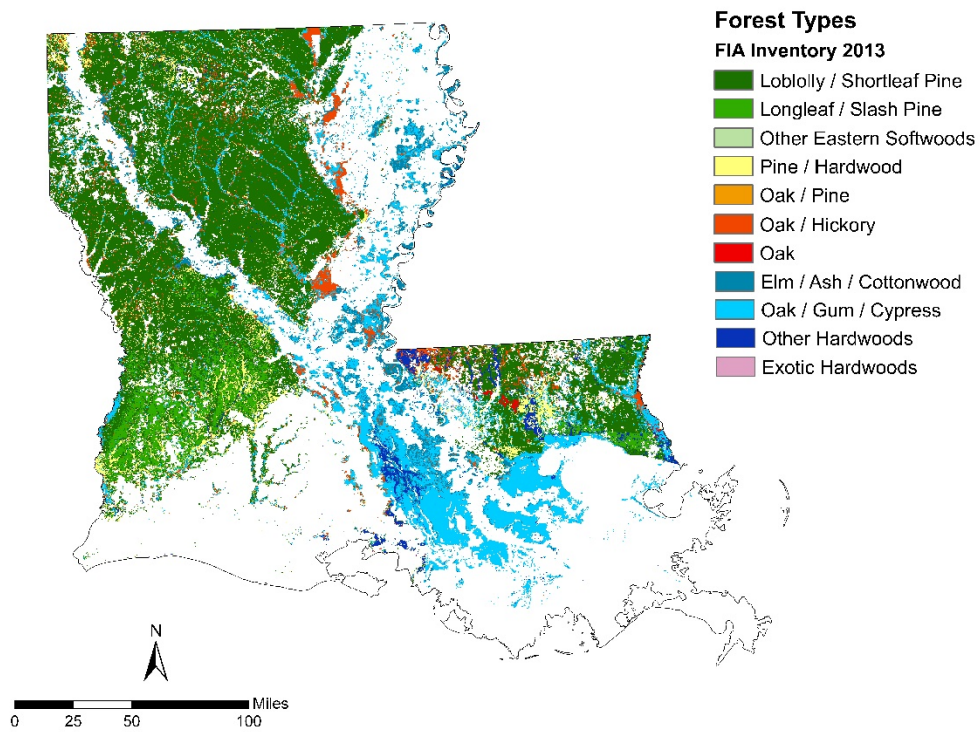 Forest Types
FIA Inventory 2013
Loblolly / Shortleaf Pine
Longleaf / Slash Pine
Other Eastern Softwoods
Pine / Hardwood
Oak / Pine
Oak / Hickory
Oak
Elm / Ash / Cottonwood
Oak / Gum / Cypress
Other Hardwoods
Exotic Hardwoods
N
Miles
0 25 50 100